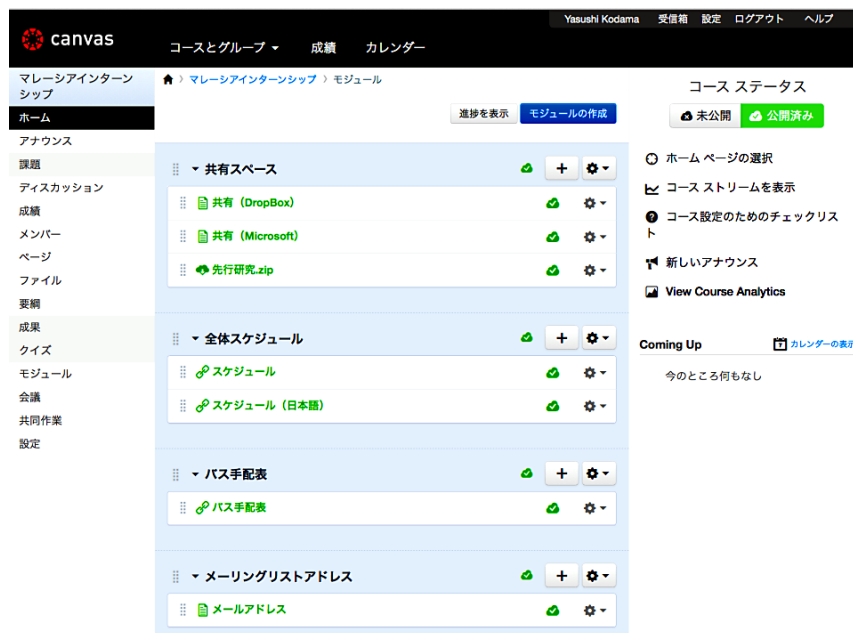 Yasushi Kodama 受信箱 設定 ログアウト ヘルプ
canvas
コースとグループ 成績 カレンダー
マレーシアインターン
シップ
ホーム
アナウンス
課題
ディスカッション
成績
メンバー
ページ
ファイル
要綱
成果
クイズ
モジュール
会議
共同作業
設定
マレーシアインターンシップ 〉 モジュール
進捗を表示 モジュールの作成
共有スペース
共有（DropBox）
共有（Microsoft）
先行研究.zip
全体スケジュール
スケジュール
スケジュール（日本語）
バス手配表
バス手配表
メーリングリストアドレス
メールアドレス
コース ステータス
未公開 公開済み
ホーム ページの選択
コース ストリームを表示
コース設定のためのチェックリス
ト
新しいアナウンス
View Course Analytics
Coming Up カレンダーの表示
今のところ何もなし